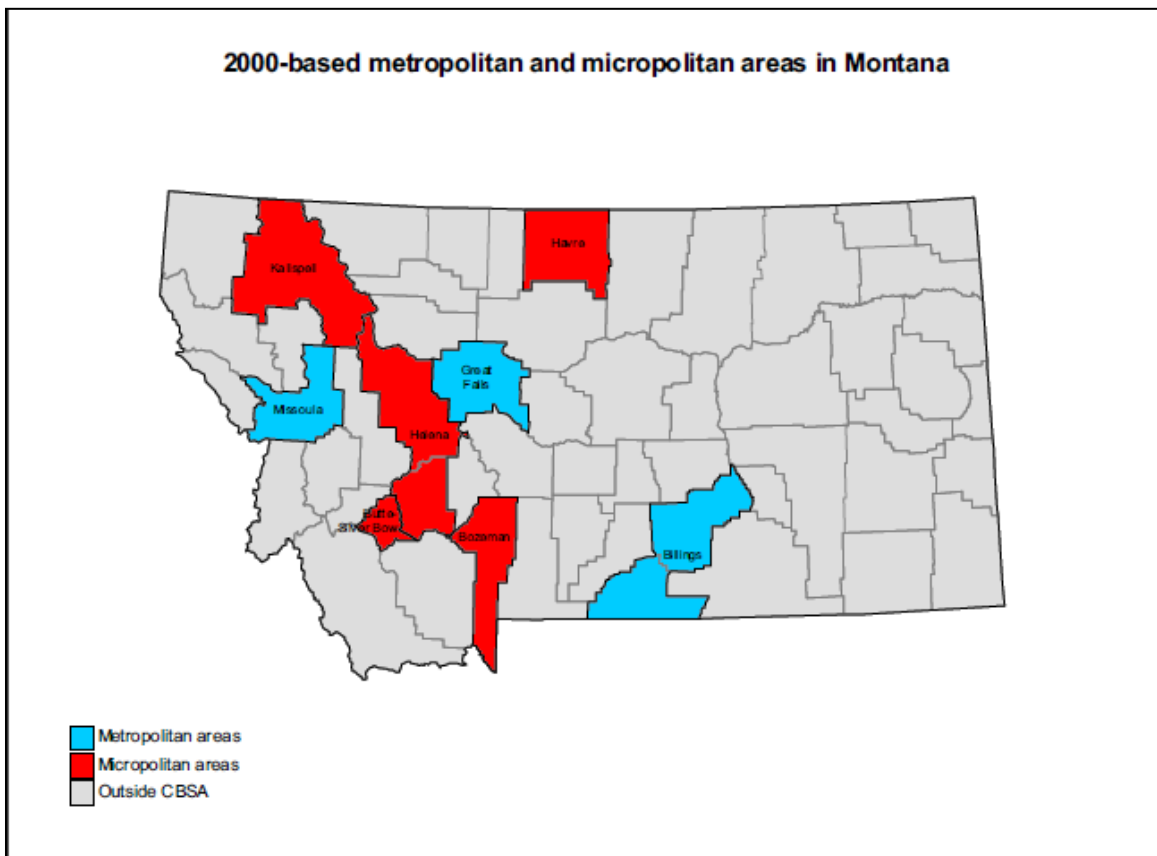 2000-based metropolitan and micropolitan areas in Montana
Havre
Kalispell
Great
Falls
Missoula
Helena
Butte
Silver Bow
Bozeman
Billings
Metropolitan areas
Micropolitan areas
Outside CBSA